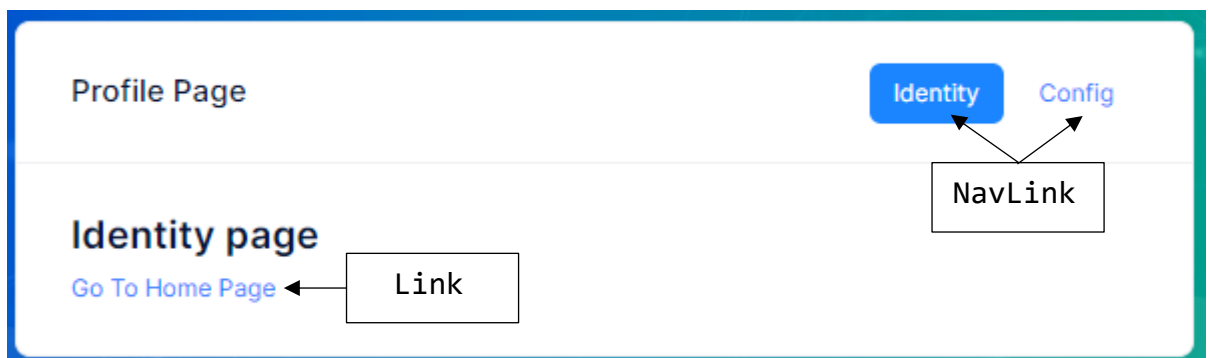 Profile Page
Identity
Config
NavLink
Identity page
Go To Home Page
Link